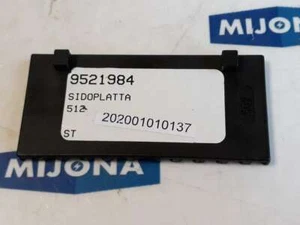 MIJONA
9521984
SIDOPLATTA
512
202001010137
ST
MIJONA